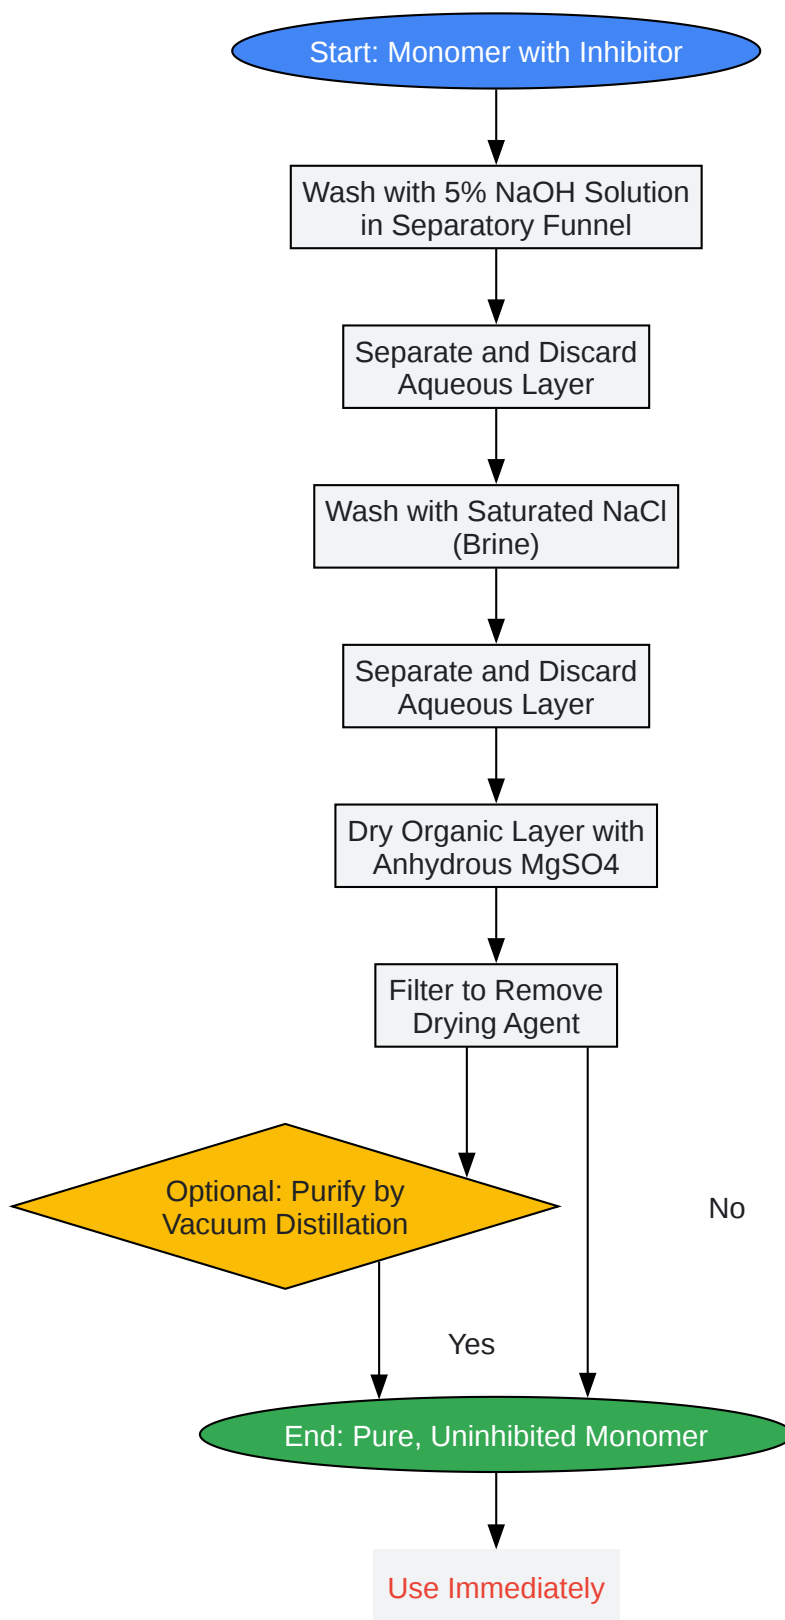 Start: Monomer with Inhibitor
Wash with 5% NaOH Solution
in Separatory Funnel
Separate and Discard
Aqueous Layer
Wash with Saturated NaCl
(Brine)
Separate and Discard
Aqueous Layer
Dry Organic Layer with
Anhydrous MgSO4
Filter to Remove
Drying Agent
Optional: Purify by
Vacuum Distillation
No
Yes
End: Pure, Uninhibited Monomer
Use Immediately